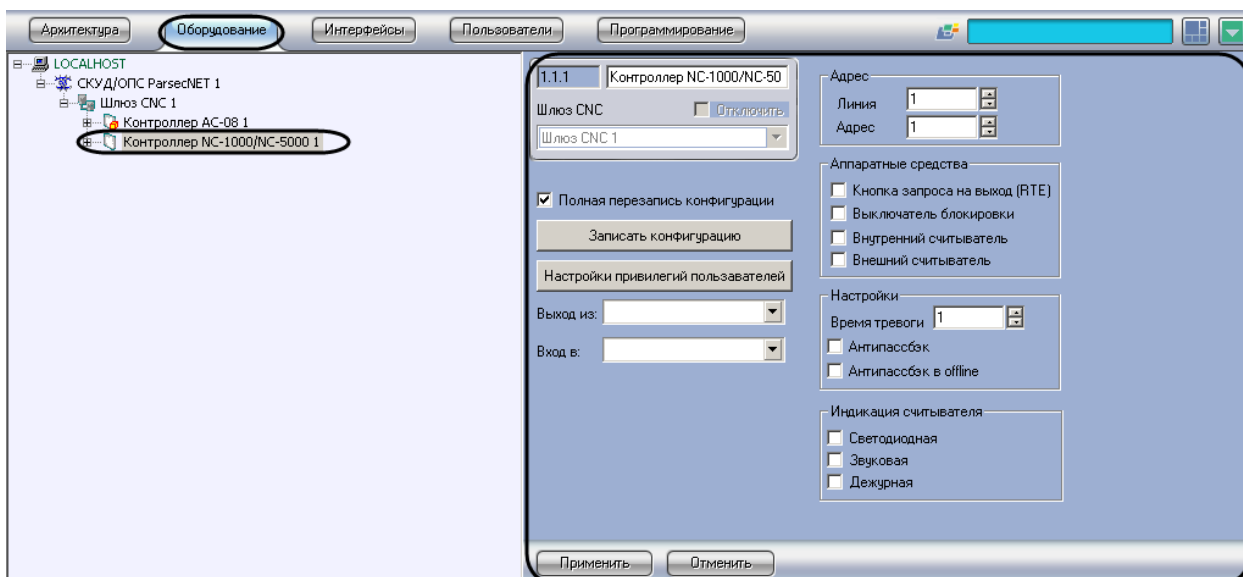 Архитектура
Оборудование
Интерфейсы
Пользователи
Программирование
LOCALHOST
СКУД/ОПС ParsecNET 1
Шлюз CNC 1
Контроллер AC-08 1
Контроллер NC-1000/NC-5000 1
1.1.1
Контроллер NC-1000/NC-50
Шлюз CNC
Отключить
Шлюз CNC 1
Полная перезапись конфигурации
Записать конфигурацию
Настройки привилегий пользавателей
Выход из:
Вход в:
Адрес
Линия 1
Адрес 1
Аппаратные средства
Кнопка запроса на выход (RTE)
Выключатель блокировки
Внутренний считыватель
Внешний считыватель
Настройки
Время тревоги 1
Антипассбэк
Антипассбэк в offline
Индикация считывателя
Светодиодная
Звуковая
Дежурная
Применить
Отменить